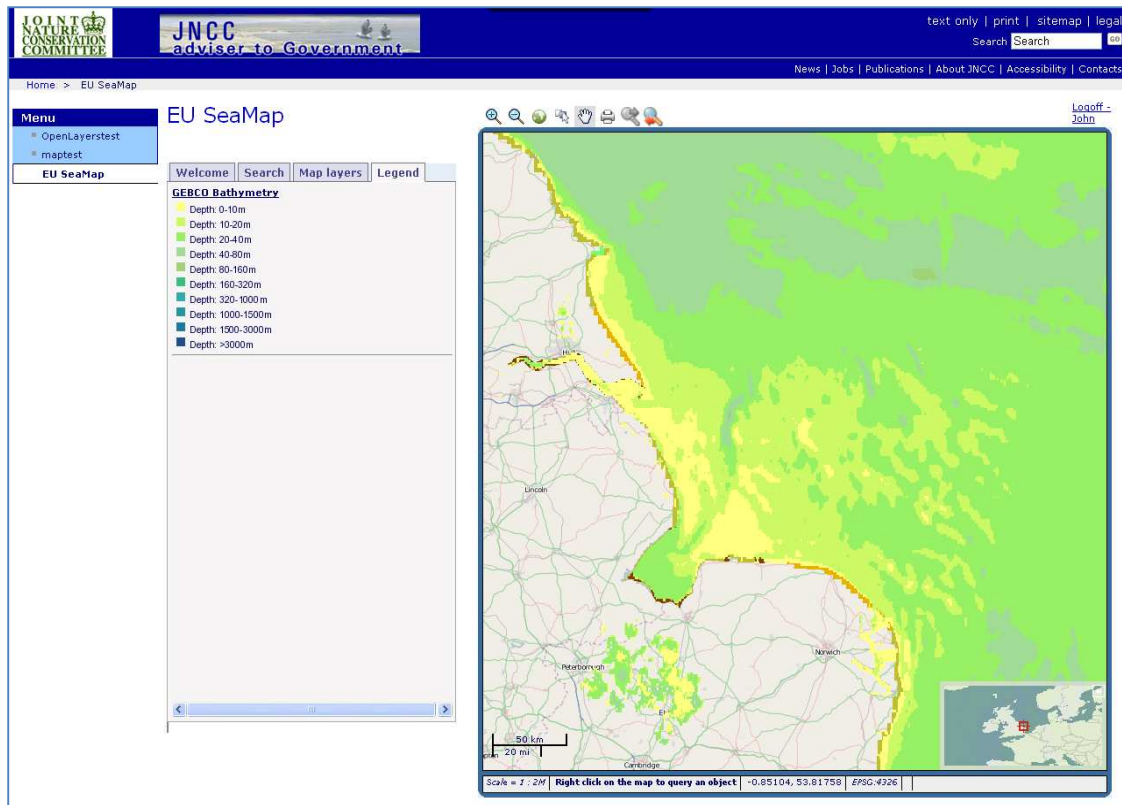 JOINT
NATURE
CONSERVATION
COMMITTEE
JNCC
adviser to Government
text only | print | sitemap | legal
Search Search GO
News | Jobs | Publications | About JNCC | Accessibility | Contacts
Home > EU SeaMap
Menu
OpenLayerstest
maptest
EU SeaMap
EU SeaMap
Logoff -
John
Welcome Search Map layers Legend
GEBCO Bathymetry
Depth: 0-10m
Depth: 10-20m
Depth: 20-40m
Depth: 40-80m
Depth: 80-160m
Depth: 160-320m
Depth: 320-1000m
Depth: 1000-1500m
Depth: 1500-3000m
Depth: >3000m
Lincoln
Norwich
Peterborough
50 km
20 mi
Cambridge
Scale = 1 : 2M Right click on the map to query an object -0.85104, 53.81758 EPSG:4326